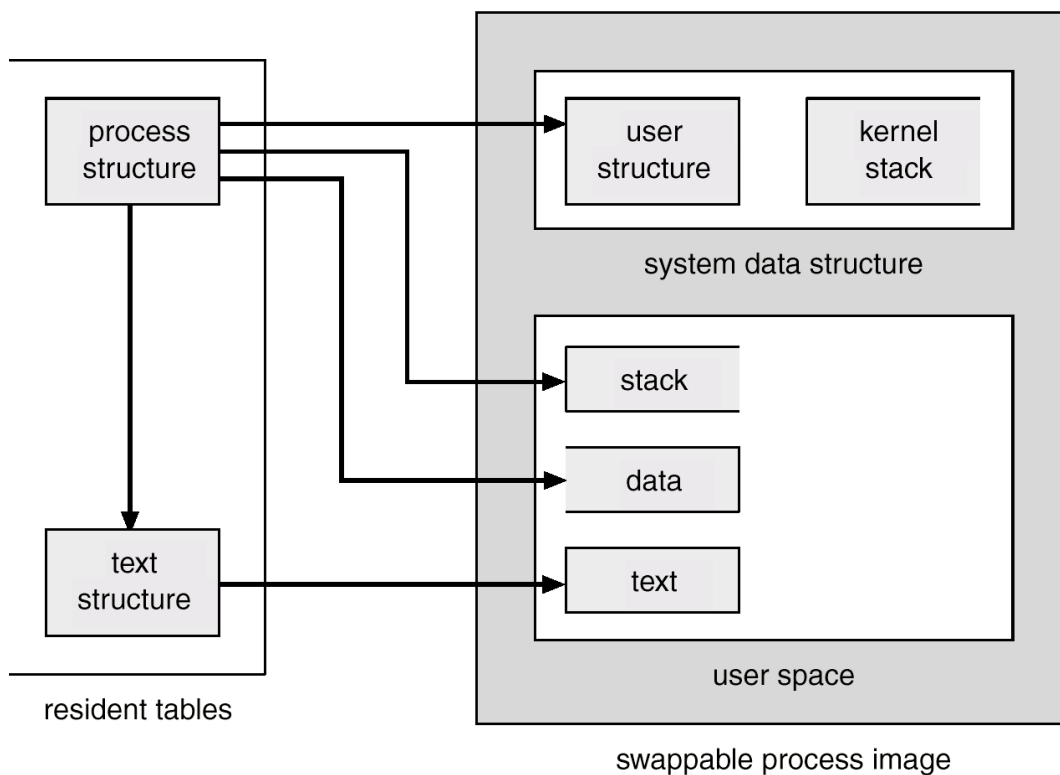 process
structure
user
structure
kernel
stack
system data structure
stack
data
text
structure
text
user space
resident tables
swappable process image